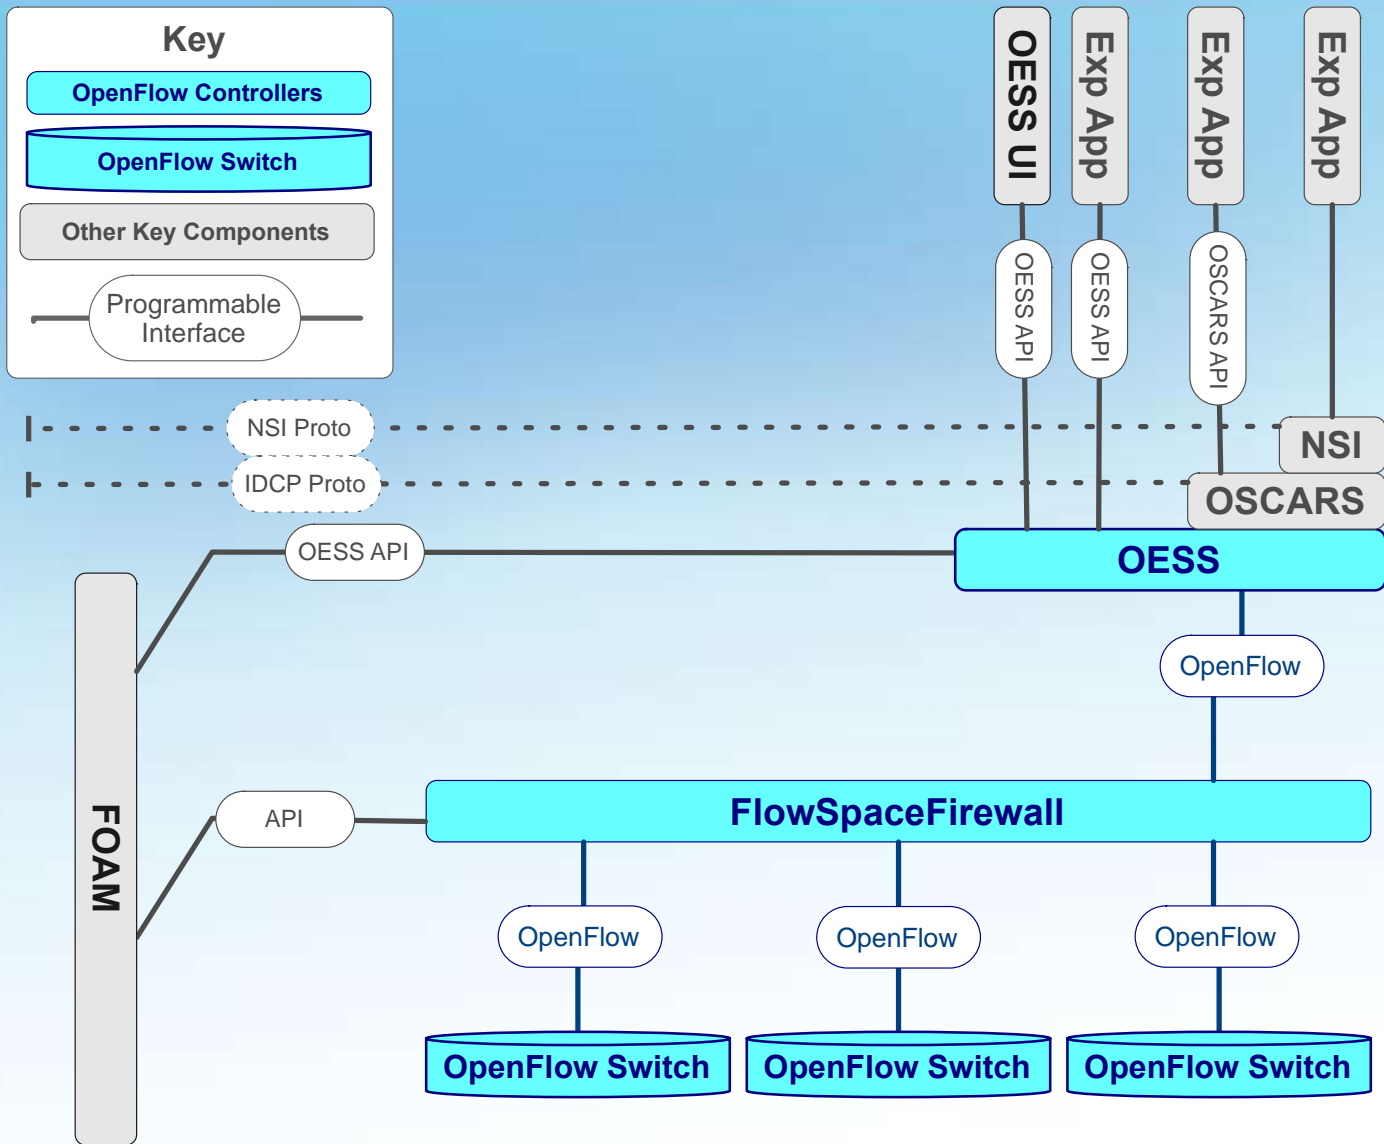 Key
OpenFlow Controllers
OpenFlow Switch
Other Key Components
Programmable
Interface
OESS UI
Exp App
Exp App
Exp App
OESS API
OESS API
OSCARS API
NSI Proto
NSI
IDCP Proto
OSCARS
OESS API
OESS
OpenFlow
FOAM
API
FlowSpaceFirewall
OpenFlow
OpenFlow
OpenFlow
OpenFlow Switch
OpenFlow Switch
OpenFlow Switch